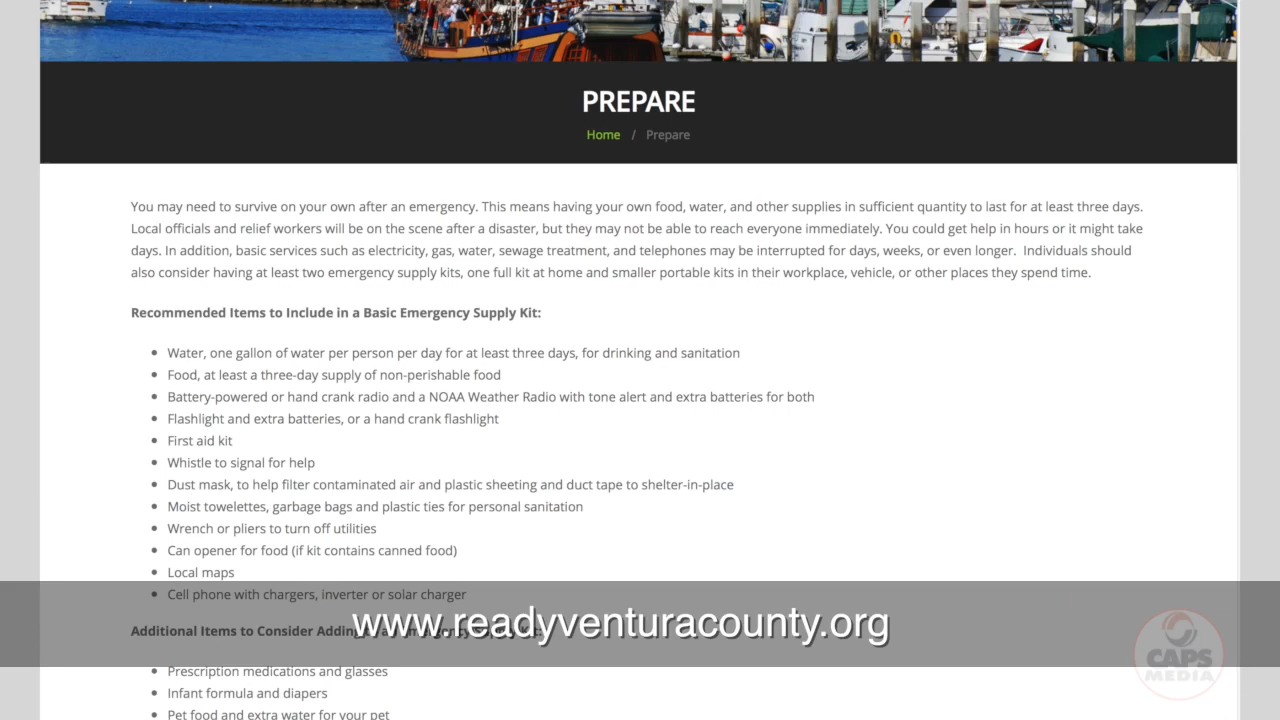 PREPARE
Home / Prepare
You may need to survive on your own after an emergency. This means having your own food, water, and other supplies in sufficient quantity to last for at least three days.
Local officials and relief workers will be on the scene after a disaster, but they may not be able to reach everyone immediately. You could get help in hours or it might take
days. In addition, basic services such as electricity, gas, water, sewage treatment, and telephones may be interrupted for days, weeks, or even longer.  Individuals should
also consider having at least two emergency supply kits, one full kit at home and smaller portable kits in their workplace, vehicle, or other places they spend time.
Recommended Items to Include in a Basic Emergency Supply Kit:
Water, one gallon of water per person per day for at least three days, for drinking and sanitation
Food, at least a three-day supply of non-perishable food
Battery-powered or hand crank radio and a NOAA Weather Radio with tone alert and extra batteries for both
Flashlight and extra batteries, or a hand crank flashlight
First aid kit
Whistle to signal for help
Dust mask, to help filter contaminated air and plastic sheeting and duct tape to shelter-in-place
Moist towelettes, garbage bags and plastic ties for personal sanitation
Wrench or pliers to turn off utilities
Can opener for food (if kit contains canned food)
Local maps
Cell phone with chargers, inverter or solar charger
www.readyventuracounty.org
Additional Items to Consider Adding
Prescription medications and glasses
Infant formula and diapers
Pet food and extra water for your pet
CAPS
MEDIA